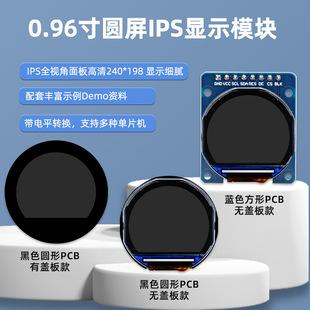 0.96寸圆屏IPS显示模块
IPS全视角面板高清240*198 显示细腻
配套丰富示例Demo资料
带电平转换，支持多种单片机
GND VCC SCL SDA RES DC CS BLK
蓝色方形PCB
无盖板款
黑色圆形PCB
有盖板款
黑色圆形PCB
无盖板款